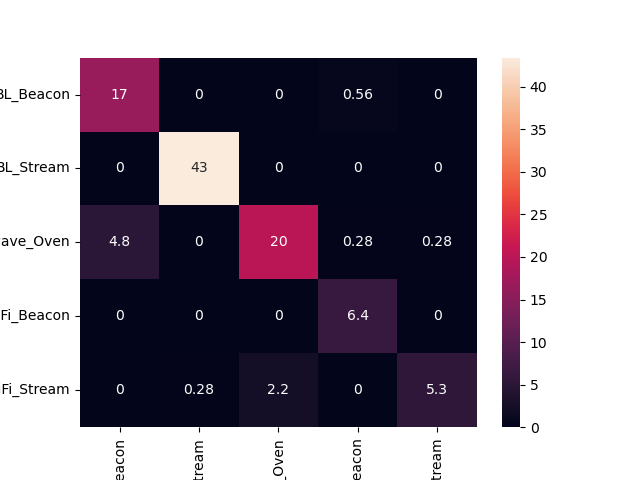 BL_Beacon 17 0 0 0.56 0
BL_Stream 0 43 0 0 0
ave_Oven 4.8 0 20 0.28 0.28
Fi_Beacon 0 0 0 6.4 0
Fi_Stream 0 0.28 2.2 0 5.3
eacon tream _Oven eacon tream
40
35
30
25
20
15
10
5
0